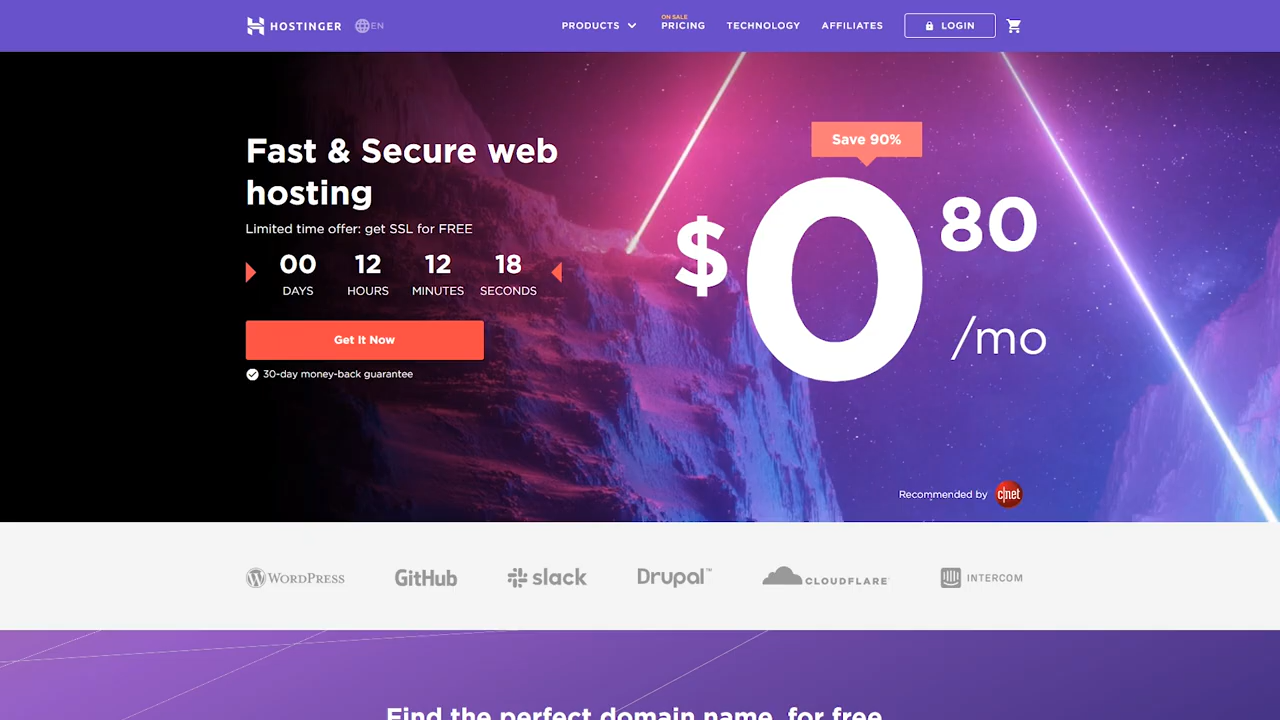 HOSTINGER
EN
PRODUCTS
ON SALE
PRICING
TECHNOLOGY
AFFILIATES
LOGIN
Fast & Secure web
hosting
Limited time offer: get SSL for FREE
00 12 12 18
DAYS HOURS MINUTES SECONDS
Get It Now
30-day money-back guarantee
Save 90%
$0 80
/mo
Recommended by c|net
WORDPRESS GitHub slack Drupal™ CLOUDFLARE INTERCOM
Find the perfect domain name, for free